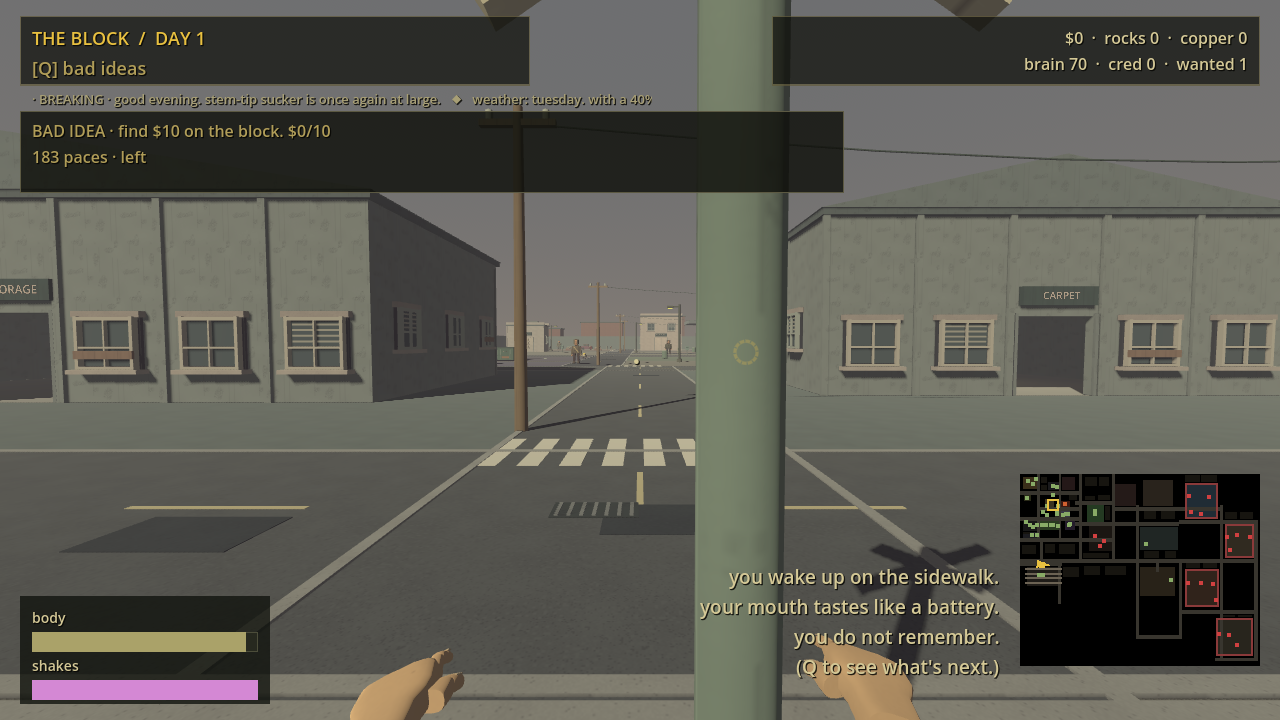 THE BLOCK / DAY 1
[Q] bad ideas
$0 · rocks 0 · copper 0
brain 70 · cred 0 · wanted 1
· BREAKING · good evening. stem-tip sucker is once again at large. ◆ weather: tuesday. with a 40%
BAD IDEA · find $10 on the block. $0/10
183 paces · left
ORAGE
CARPET
you wake up on the sidewalk.
your mouth tastes like a battery.
you do not remember.
(Q to see what's next.)
body
shakes